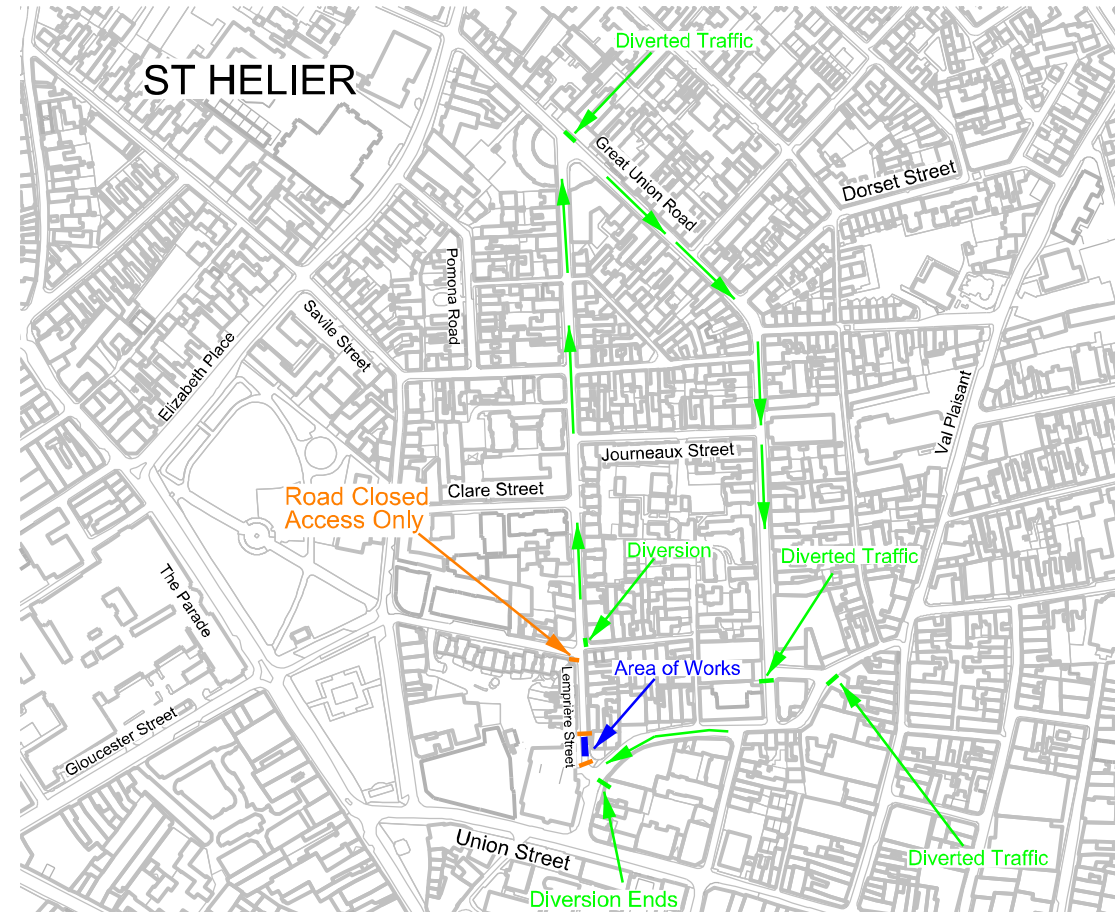 Diverted Traffic
ST HELIER
Great Union Road
Dorset Street
Pomona Road
Savile Street
Elizabeth Place
Val Plaisant
Journeaux Street
Clare Street
Road Closed
Access Only
Diversion
Diverted Traffic
The Parade
Area of Works
Lemprière Street
Gloucester Street
Union Street
Diverted Traffic
Diversion Ends